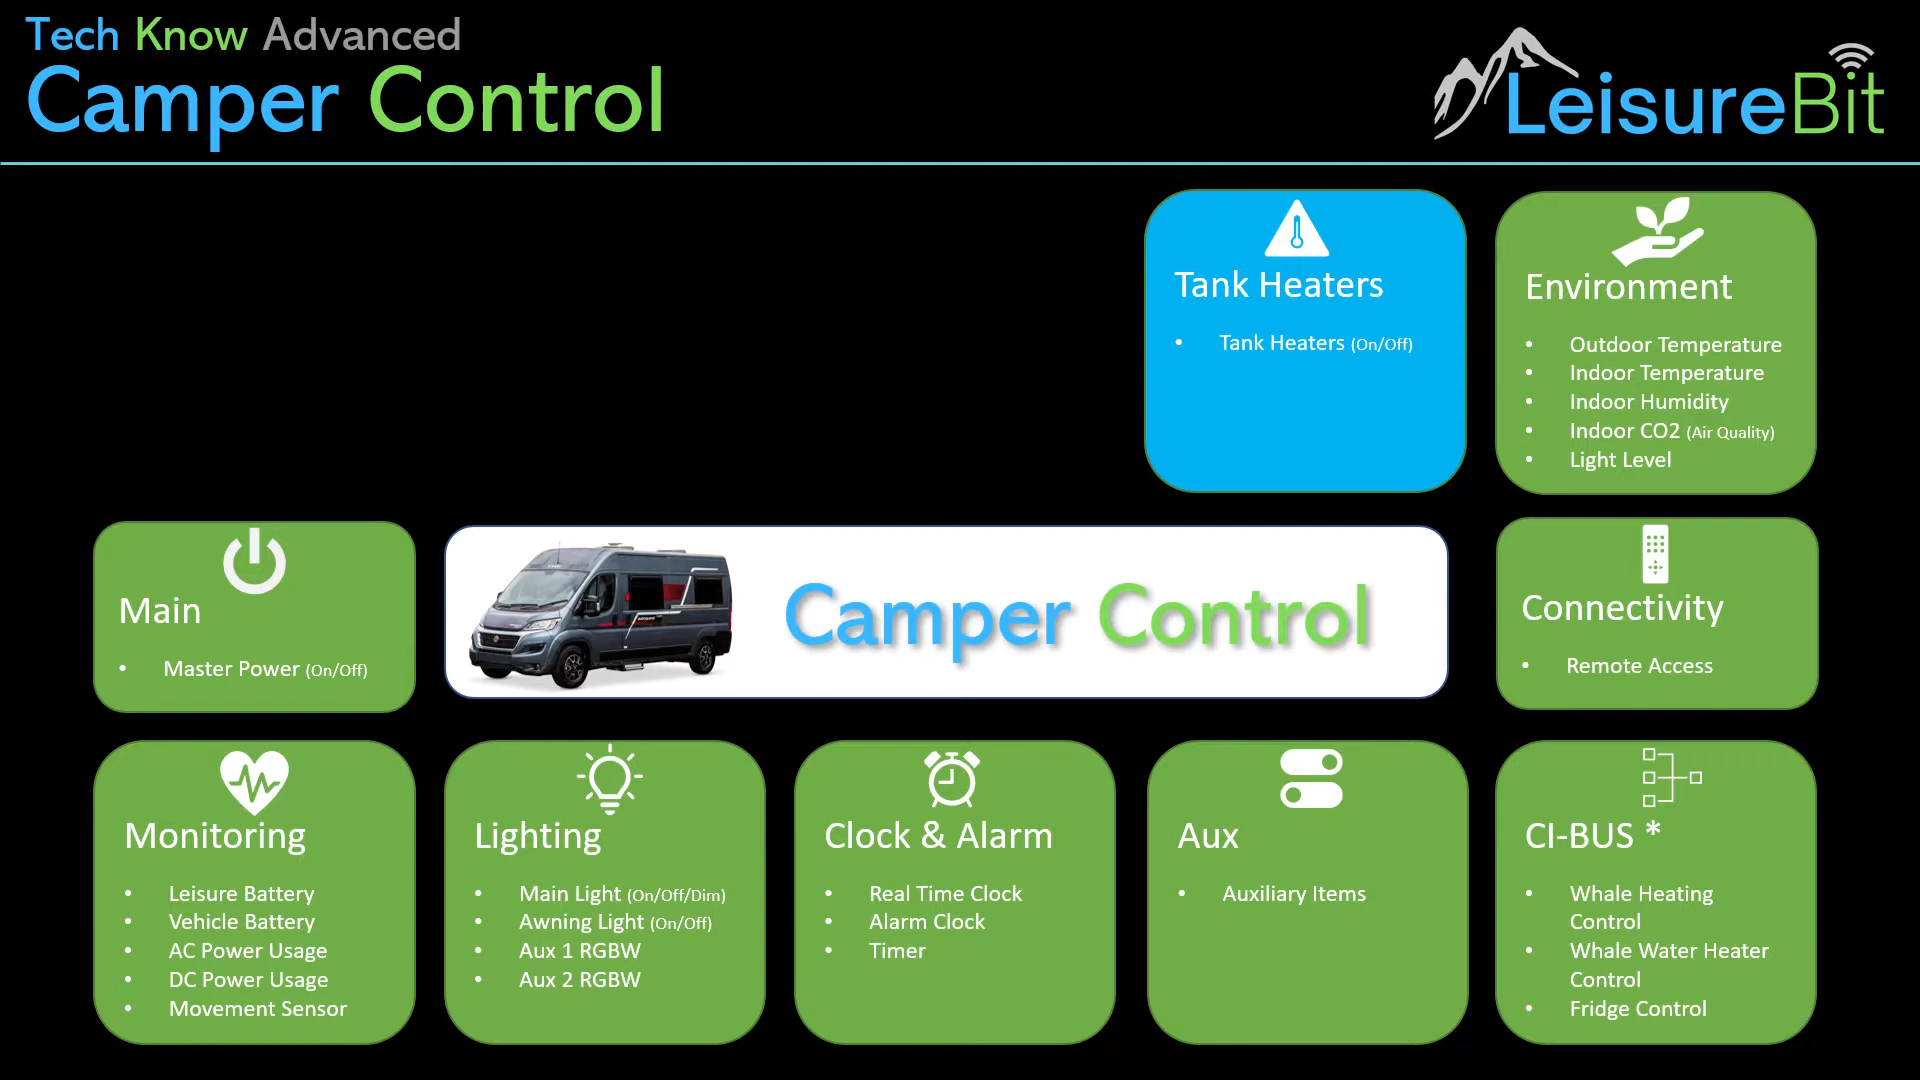 Tech Know Advanced
Camper Control
LeisureBit
Tank Heaters
• Tank Heaters (On/Off)
Environment
• Outdoor Temperature
• Indoor Temperature
• Indoor Humidity
• Indoor CO2 (Air Quality)
• Light Level
Main
• Master Power (On/Off)
Camper Control
Connectivity
• Remote Access
Monitoring
• Leisure Battery
• Vehicle Battery
• AC Power Usage
• DC Power Usage
• Movement Sensor
Lighting
• Main Light (On/Off/Dim)
• Awning Light (On/Off)
• Aux 1 RGBW
• Aux 2 RGBW
Clock & Alarm
• Real Time Clock
• Alarm Clock
• Timer
Aux
• Auxiliary Items
CI-BUS *
• Whale Heating
Control
• Whale Water Heater
Control
• Fridge Control